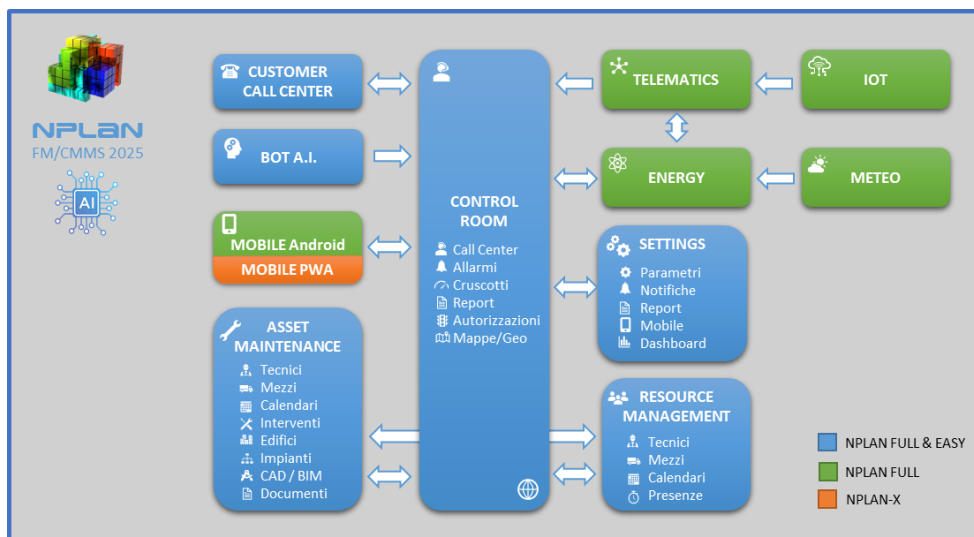 NPLAN
FM/CMMS 2025
AI
CUSTOMER
CALL CENTER
BOT A.I.
MOBILE Android
MOBILE PWA
ASSET
MAINTENANCE
Tecnici
Mezzi
Calendari
Interventi
Edifici
Impianti
CAD / BIM
Documenti
CONTROL
ROOM
Call Center
Allarmi
Cruscotti
Report
Autorizzazioni
Mappe/Geo
TELEMATICS
IOT
ENERGY
METEO
SETTINGS
Parametri
Notifiche
Report
Mobile
Dashboard
RESOURCE
MANAGEMENT
Tecnici
Mezzi
Calendari
Presenze
NPLAN FULL & EASY
NPLAN FULL
NPLAN-X